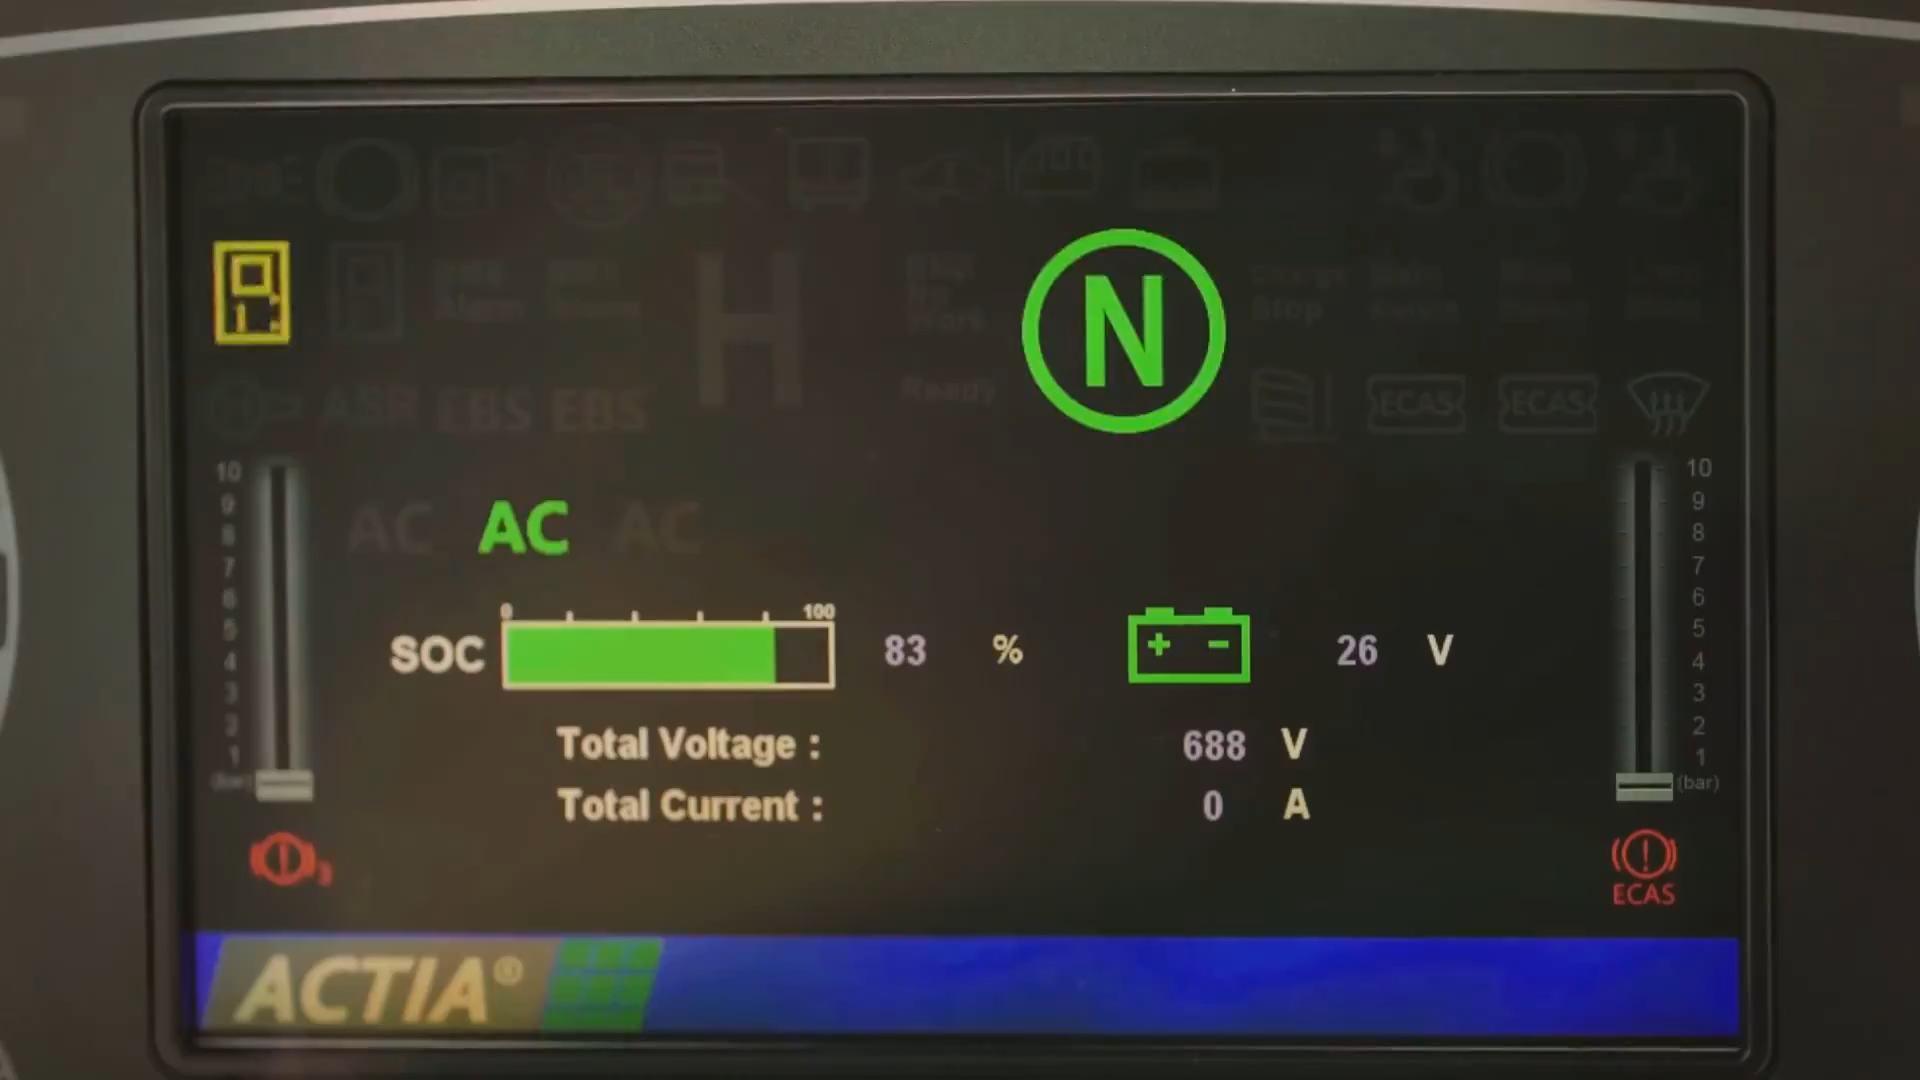 H
N
Stop
Ready
ASR EBS EBS
ECAS ECAS
10 9 8 7 6 5 4 3 2 1
10 9 8 7 6 5 4 3 2 1
(bar)
(bar)
AC AC AC
0 100
SOC 83 % + - 26 V
Total Voltage : 688 V
Total Current : 0 A
ECAS
ACTIA®